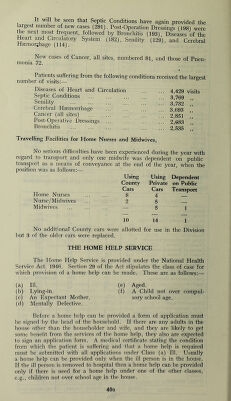 It will be seen that Septic Conditions have again provided the
largest number of new cases (291). Post-Operation Dressings (196) were
the next most frequent, followed by Bronchitis (193), Diseases of the
Heart and Circulatory System (182), Senility (129), and Cerebral
Hæmorrhage (114).
New cases of Cancer, all sites, numbered 81, and those of Pneu-
monia 72.
Patients suffering from the following conditions received the largest
number of visits:—
Diseases of Heart and Circulation ... 4,429 visits
Septic Conditions ... 3,769 ,,
Senility ... 3,782 ,,
Cerebral Hæmorrhage ... 3,092 ,,
Cancer (all sites) ... 2,851 ,,
Post-Operative Dressings ... 2,603 ,,
Bronchitis ... 2,535 ,,
Travelling Facilities for Home Nurses and Midwives.
No serious difficulties have been experienced during the year with
regard to transport and only one midwife was dependent on public
transport as a means of conveyance at the end of the year, when the
position was as follows:—
Using Using Dependent
County Private on Public
Cars Cars Transport
Home Nurses ... 8 4 —
Nurse/Midwives ... 2 8 —
Midwives ... — 2 1
10 14 1
No additional County cars were allotted for use in the Division
but 3 of the older cars were replaced.
THE HOME HELP SERVICE
The Home Help Service is provided under the National Health
Service Act, 1946. Section 29 of the Act stipulates the class of case for
which provision of a home help can be made. These are as follows:—
(a) Ill. (e) Aged.
(b) Lying-in. (f) A Child not over compul-
(c) An Expectant Mother. sory school age.
(d) Mentally Defective.
Before a home help can be provided a form of application must
be signed by the head of the household. If there are any adults in the
house other than the householder and wife, and they are likely to get
some benefit from the services of the home help, they also are expected
to sign an application form. A medical certificate stating the condition
from which the patient is suffering and that a home help is required
must be submitted with all applications under Class (a) Ill. Usually
a home help can be provided only when the ill person is in the home.
If the ill person is removed to hospital then a home help can be provided
only if there is need for a home help under one of the other classes,
e.g., children not over school age in the house.